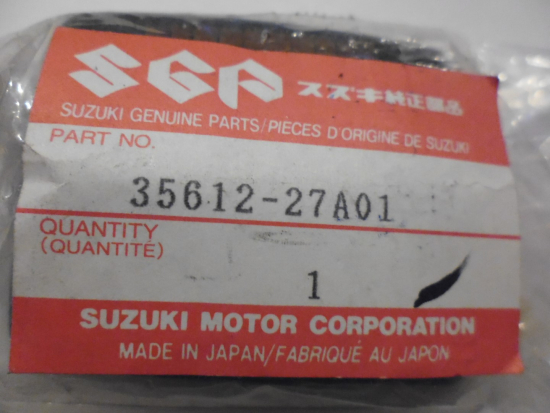 SGP スズキ純正部品
SUZUKI GENUINE PARTS/PIÈCES D'ORIGINE DE SUZUKI
PART NO.
35612-27A01
QUANTITY
(QUANTITÉ)
1
SUZUKI MOTOR CORPORATION
MADE IN JAPAN/FABRIQUÉ AU JAPON